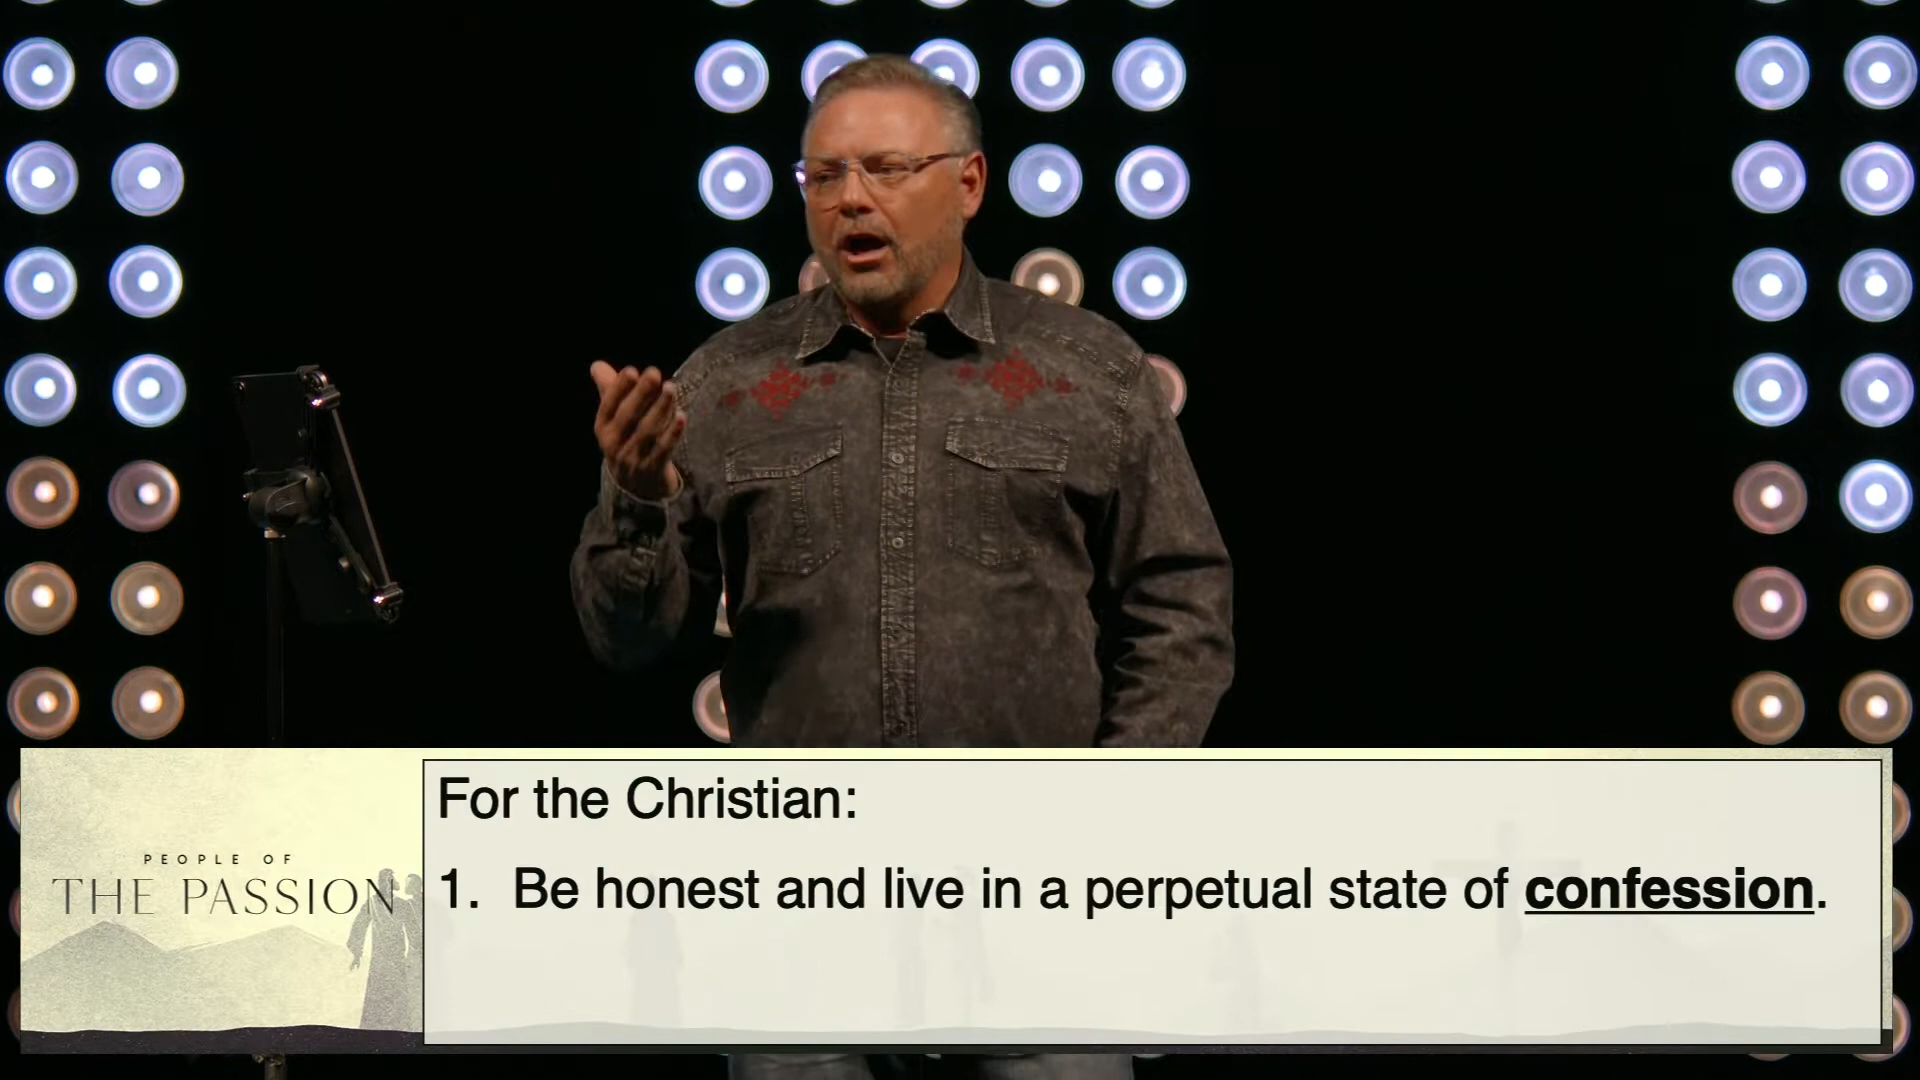 PEOPLE OF
THE PASSION
For the Christian:
1. Be honest and live in a perpetual state of confession.